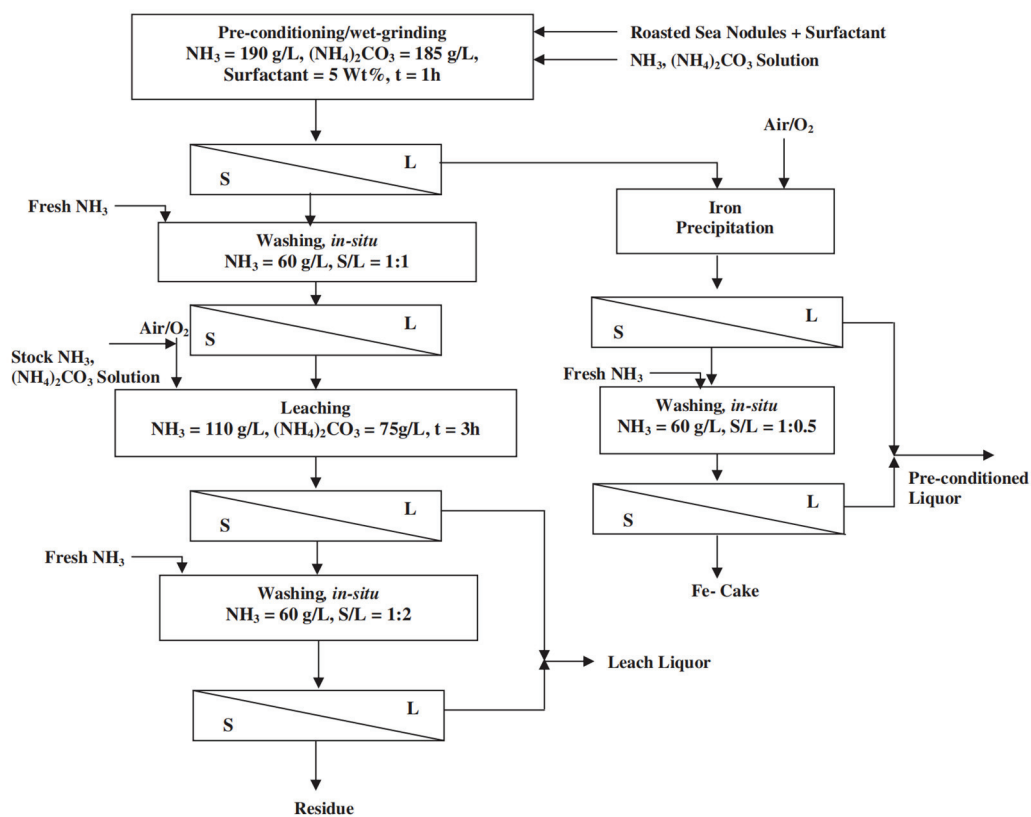 Pre-conditioning/wet-grinding
NH₃ = 190 g/L, (NH₄)₂CO₃ = 185 g/L,
Surfactant = 5 Wt%, t = 1h
Roasted Sea Nodules + Surfactant
NH₃, (NH₄)₂CO₃ Solution
S
L
Air/O₂
Iron
Precipitation
Fresh NH₃
Washing, in-situ
NH₃ = 60 g/L, S/L = 1:1
S
L
S
L
Air/O₂
Stock NH₃,
(NH₄)₂CO₃ Solution
Leaching
NH₃ = 110 g/L, (NH₄)₂CO₃ = 75g/L, t = 3h
Fresh NH₃
Washing, in-situ
NH₃ = 60 g/L, S/L = 1:0.5
Pre-conditioned
Liquor
S
L
S
L
Fe- Cake
Fresh NH₃
Washing, in-situ
NH₃ = 60 g/L, S/L = 1:2
Leach Liquor
S
L
Residue